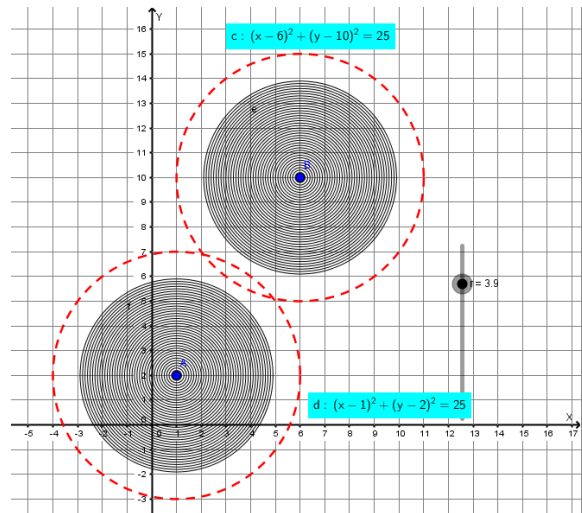 Y
c : (x − 6)² + (y − 10)² = 25
16
15
14
13
e
12
11
B
10
9
8
7
6
r = 3.9
5
f
4
3
A
2
1
d : (x − 1)² + (y − 2)² = 25
X
0
-5 -4 -3 -2 -1 0 1 2 3 4 5 6 7 8 9 10 11 12 13 14 15 16 17
-1
-2
-3